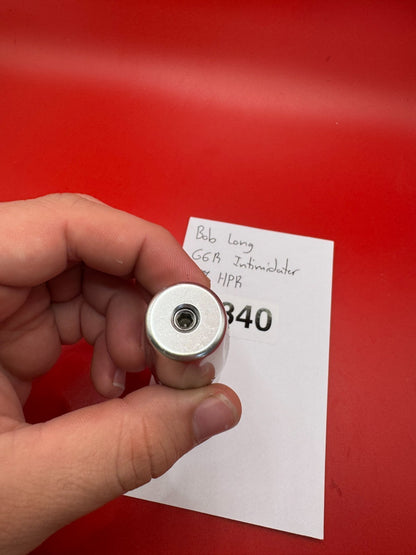 Bob Long
G6R Intimidator
HPR
340